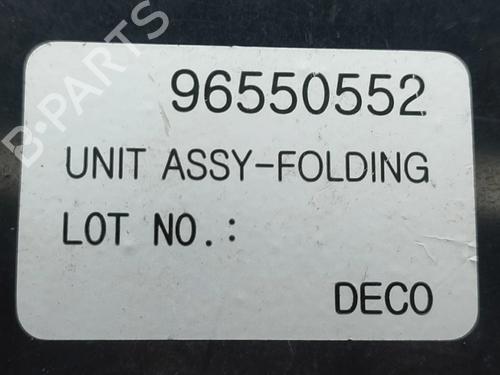 96550552
UNIT ASSY-FOLDING
LOT NO.:
DECO
B-PARTS